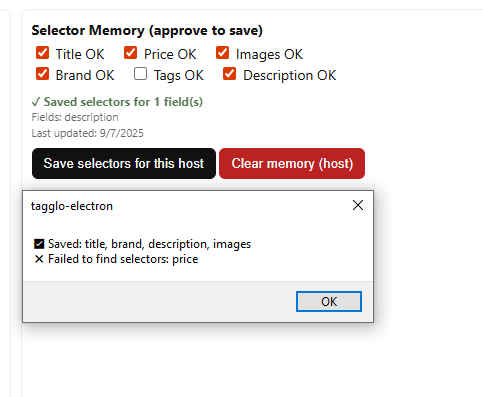 Selector Memory (approve to save)
Title OK Price OK Images OK
Brand OK Tags OK Description OK
✓ Saved selectors for 1 field(s)
Fields: description
Last updated: 9/7/2025
Save selectors for this host Clear memory (host)
tagglo-electron
☑ Saved: title, brand, description, images
✕ Failed to find selectors: price
OK